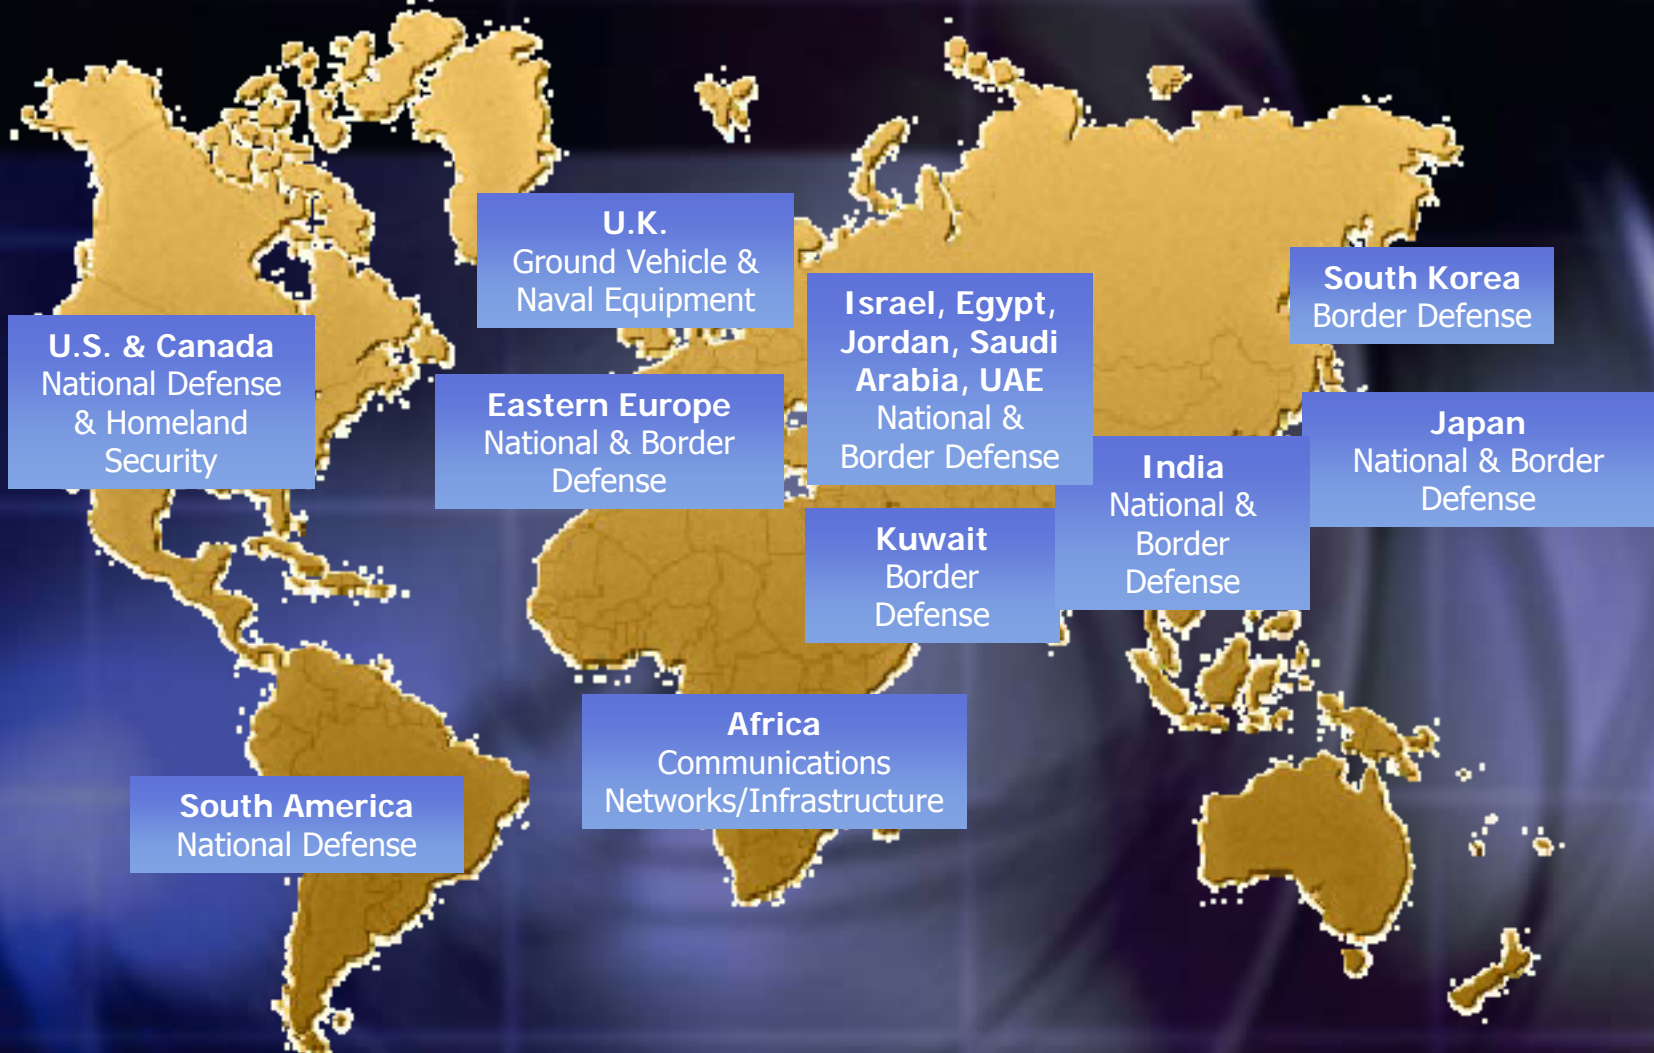 U.K.
Ground Vehicle &
Naval Equipment
South Korea
Border Defense
Israel, Egypt,
Jordan, Saudi
Arabia, UAE
National &
Border Defense
U.S. & Canada
National Defense
& Homeland
Security
Eastern Europe
National & Border
Defense
Japan
National & Border
Defense
India
National &
Border
Defense
Kuwait
Border
Defense
Africa
Communications
Networks/Infrastructure
South America
National Defense